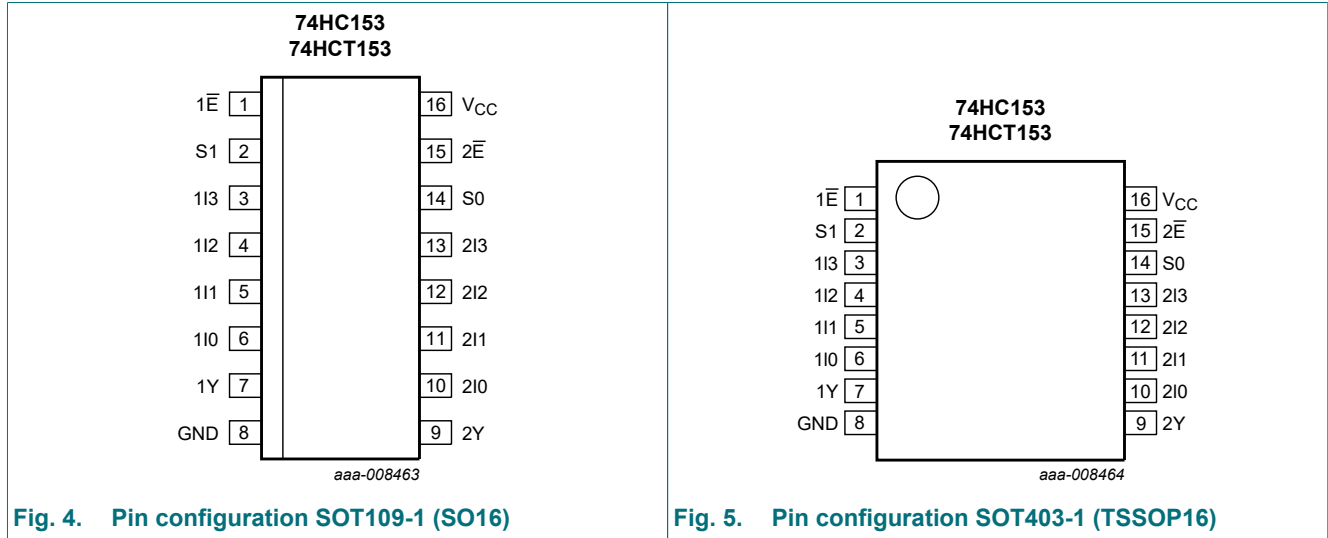 74HC153
74HCT153
1E̅ 1 16 VCC
S1 2 15 2E̅
1I3 3 14 S0
1I2 4 13 2I3
1I1 5 12 2I2
1I0 6 11 2I1
1Y 7 10 2I0
GND 8 9 2Y
aaa-008463
Fig. 4. Pin configuration SOT109-1 (SO16)
74HC153
74HCT153
1E̅ 1 16 VCC
S1 2 15 2E̅
1I3 3 14 S0
1I2 4 13 2I3
1I1 5 12 2I2
1I0 6 11 2I1
1Y 7 10 2I0
GND 8 9 2Y
aaa-008464
Fig. 5. Pin configuration SOT403-1 (TSSOP16)